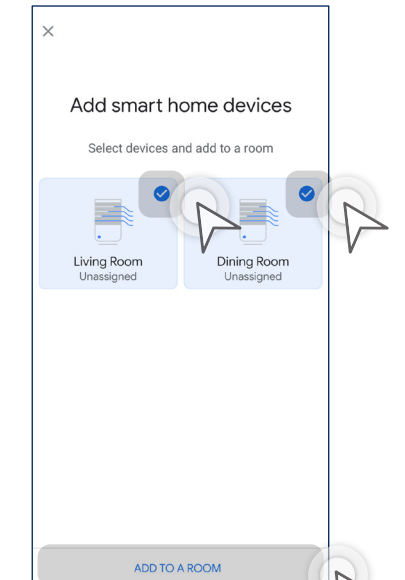 Add smart home devices
Select devices and add to a room
Living Room
Unassigned
Dining Room
Unassigned
ADD TO A ROOM